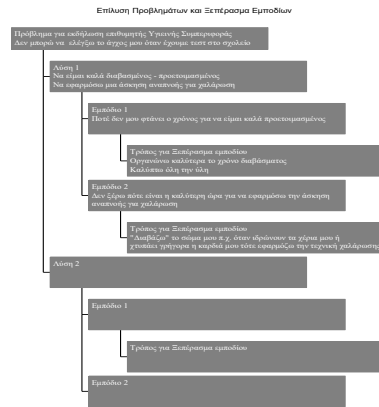 Επίλυση Προβλημάτων και Ξεπέρασμα Εμποδίων
Πρόβλημα για εκδήλωση επιθυμητής Υγιεινής Συμπεριφοράς
Δεν μπορώ να ελέγξω το άγχος μου όταν έχουμε τεστ στο σχολείο
Λύση 1
Να είμαι καλά διαβασμένος - προετοιμασμένος
Να εφαρμόσω μια άσκηση αναπνοής για χαλάρωση
Εμπόδιο 1
Ποτέ δεν μου φτάνει ο χρόνος για να είμαι καλά προετοιμασμένος
Τρόπος για Ξεπέρασμα εμποδίου
Οργανώνω καλύτερα το χρόνο διαβάσματος
Καλύπτω όλη την ύλη
Εμπόδιο 2
Δεν ξέρω πότε είναι η καλύτερη ώρα για να εφαρμόσω την άσκηση
αναπνοής για χαλάρωση
Τρόπος για Ξεπέρασμα εμποδίου
"Διαβάζω" το σώμα μου π.χ. όταν ιδρώνουν τα χέρια μου ή
χτυπάει γρήγορα η καρδιά μου τότε εφαρμόζω την τεχνική χαλάρωσης
Λύση 2
Εμπόδιο 1
Τρόπος για Ξεπέρασμα εμποδίου
Εμπόδιο 2